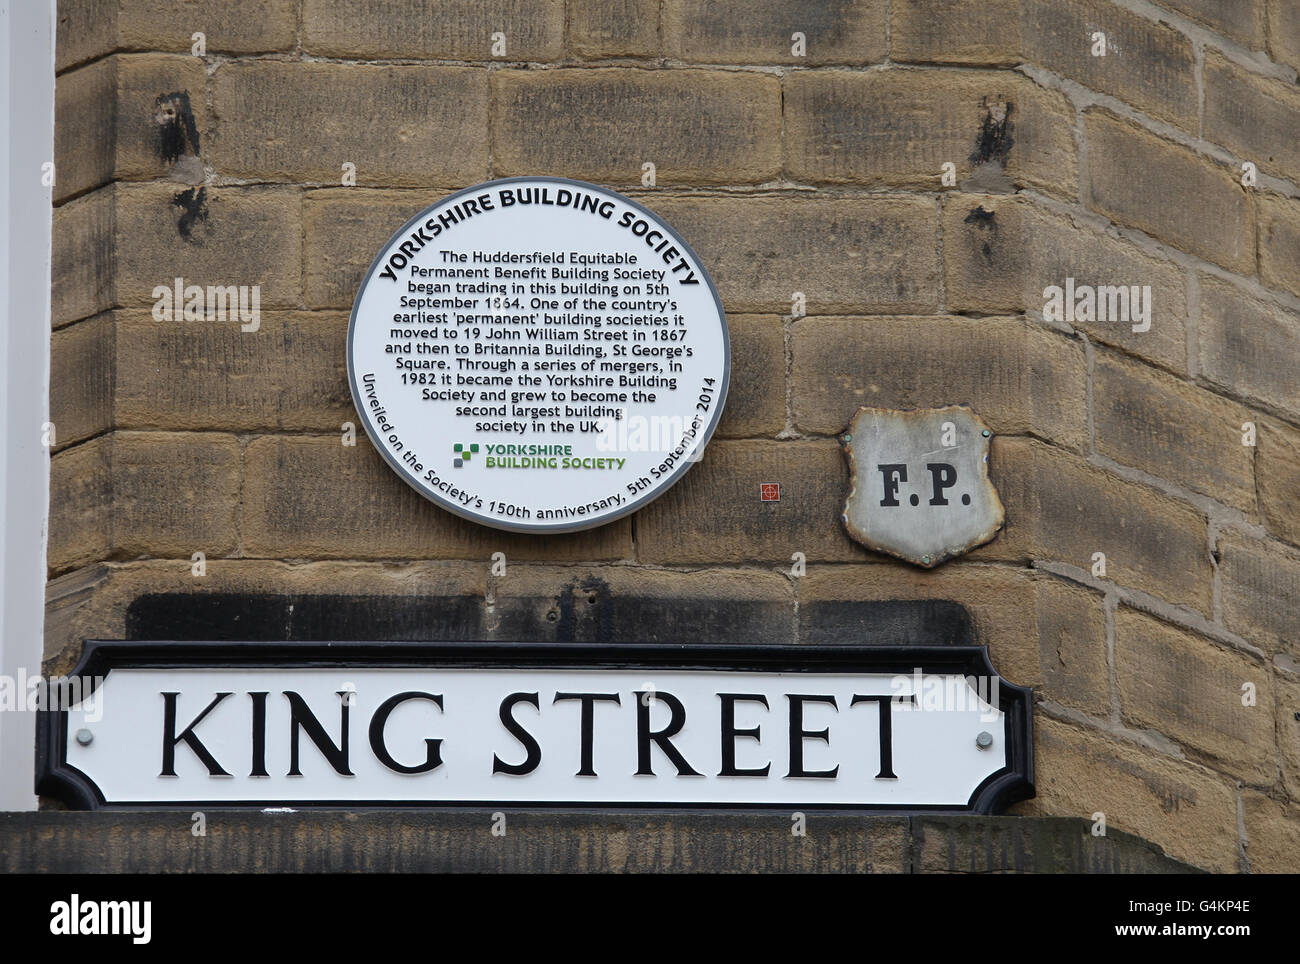 YORKSHIRE BUILDING SOCIETY
The Huddersfield Equitable
Permanent Benefit Building Society
began trading in this building on 5th
September 1864. One of the country's
earliest 'permanent' building societies it
moved to 19 John William Street in 1867
and then to Britannia Building, St George's
Square. Through a series of mergers, in
1982 it became the Yorkshire Building
Society and grew to become the
second largest building
society in the UK.
YORKSHIRE
BUILDING SOCIETY
Unveiled on the Society's 150th anniversary, 5th September 2014
F.P.
KING STREET
alamy
alamy
Image ID: G4KP4E
www.alamy.com